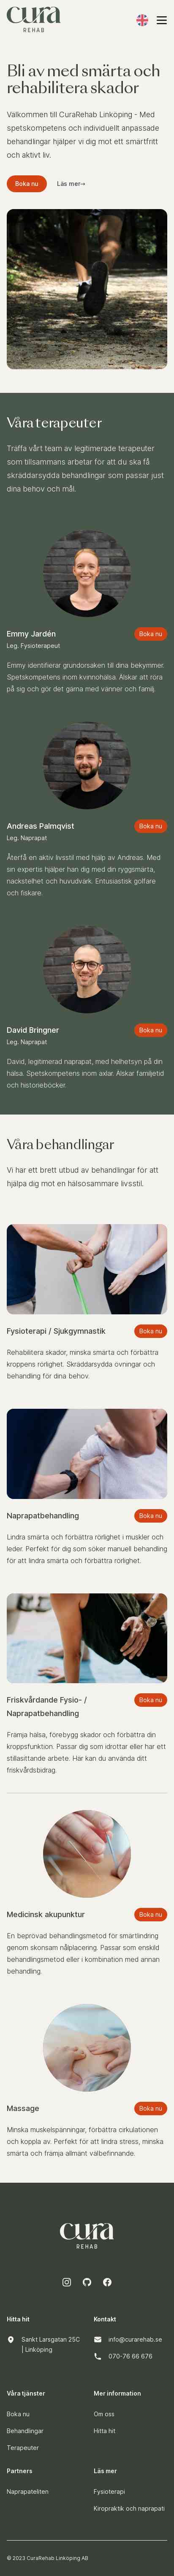 cura
REHAB
Bli av med smärta och
rehabilitera skador
Välkommen till CuraRehab Linköping - Med
spetskompetens och individuellt anpassade
behandlingar hjälper vi dig mot ett smärtfritt
och aktivt liv.
Boka nu
Läs mer→
Våra terapeuter
Träffa vårt team av legitimerade terapeuter
som tillsammans arbetar för att du ska få
skräddarsydda behandlingar som passar just
dina behov och mål.
Emmy Jardén
Boka nu
Leg. Fysioterapeut
Emmy identifierar grundorsaken till dina bekymmer.
Spetskompetens inom kvinnohälsa. Älskar att röra
på sig och gör det gärna med vänner och familj.
Andreas Palmqvist
Boka nu
Leg. Naprapat
Återfå en aktiv livsstil med hjälp av Andreas. Med
sin expertis hjälper han dig med din ryggsmärta,
nackstelhet och huvudvärk. Entusiastisk golfare
och fiskare.
David Bringner
Boka nu
Leg. Naprapat
David, legitimerad naprapat, med helhetsyn på din
hälsa. Spetskompetens inom axlar. Älskar familjetid
och historieböcker.
Våra behandlingar
Vi har ett brett utbud av behandlingar för att
hjälpa dig mot en hälsosammare livsstil.
Fysioterapi / Sjukgymnastik
Boka nu
Rehabilitera skador, minska smärta och förbättra
kroppens rörlighet. Skräddarsydda övningar och
behandling för dina behov.
Naprapatbehandling
Boka nu
Lindra smärta och förbättra rörlighet i muskler och
leder. Perfekt för dig som söker manuell behandling
för att lindra smärta och förbättra rörlighet.
Friskvårdande Fysio- /
Naprapatbehandling
Boka nu
Främja hälsa, förebygg skador och förbättra din
kroppsfunktion. Passar dig som idrottar eller har ett
stillasittande arbete. Här kan du använda ditt
friskvårdsbidrag.
Medicinsk akupunktur
Boka nu
En beprövad behandlingsmetod för smärtlindring
genom skonsam nålplacering. Passar som enskild
behandlingsmetod eller i kombination med annan
behandling.
Massage
Boka nu
Minska muskelspänningar, förbättra cirkulationen
och koppla av. Perfekt för att lindra stress, minska
smärta och främja allmänt välbefinnande.
cura
REHAB
Hitta hit
Kontakt
Sankt Larsgatan 25C
| Linköping
info@curarehab.se
070-76 66 676
Våra tjänster
Mer information
Boka nu
Om oss
Behandlingar
Hitta hit
Terapeuter
Partners
Läs mer
Naprapateliten
Fysioterapi
Kiropraktik och naprapati
© 2023 CuraRehab Linköping AB